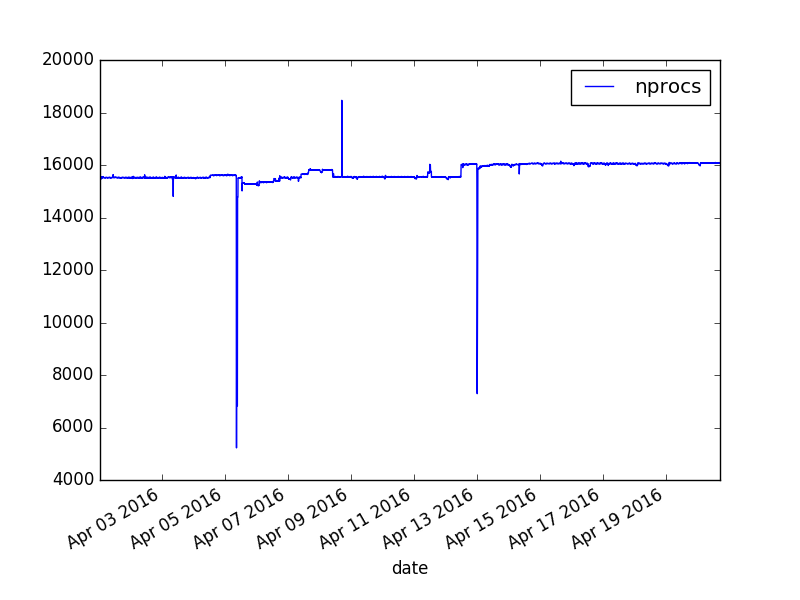 20000
18000
16000
14000
12000
10000
8000
6000
4000
nprocs
Apr 03 2016
Apr 05 2016
Apr 07 2016
Apr 09 2016
Apr 11 2016
Apr 13 2016
Apr 15 2016
Apr 17 2016
Apr 19 2016
date